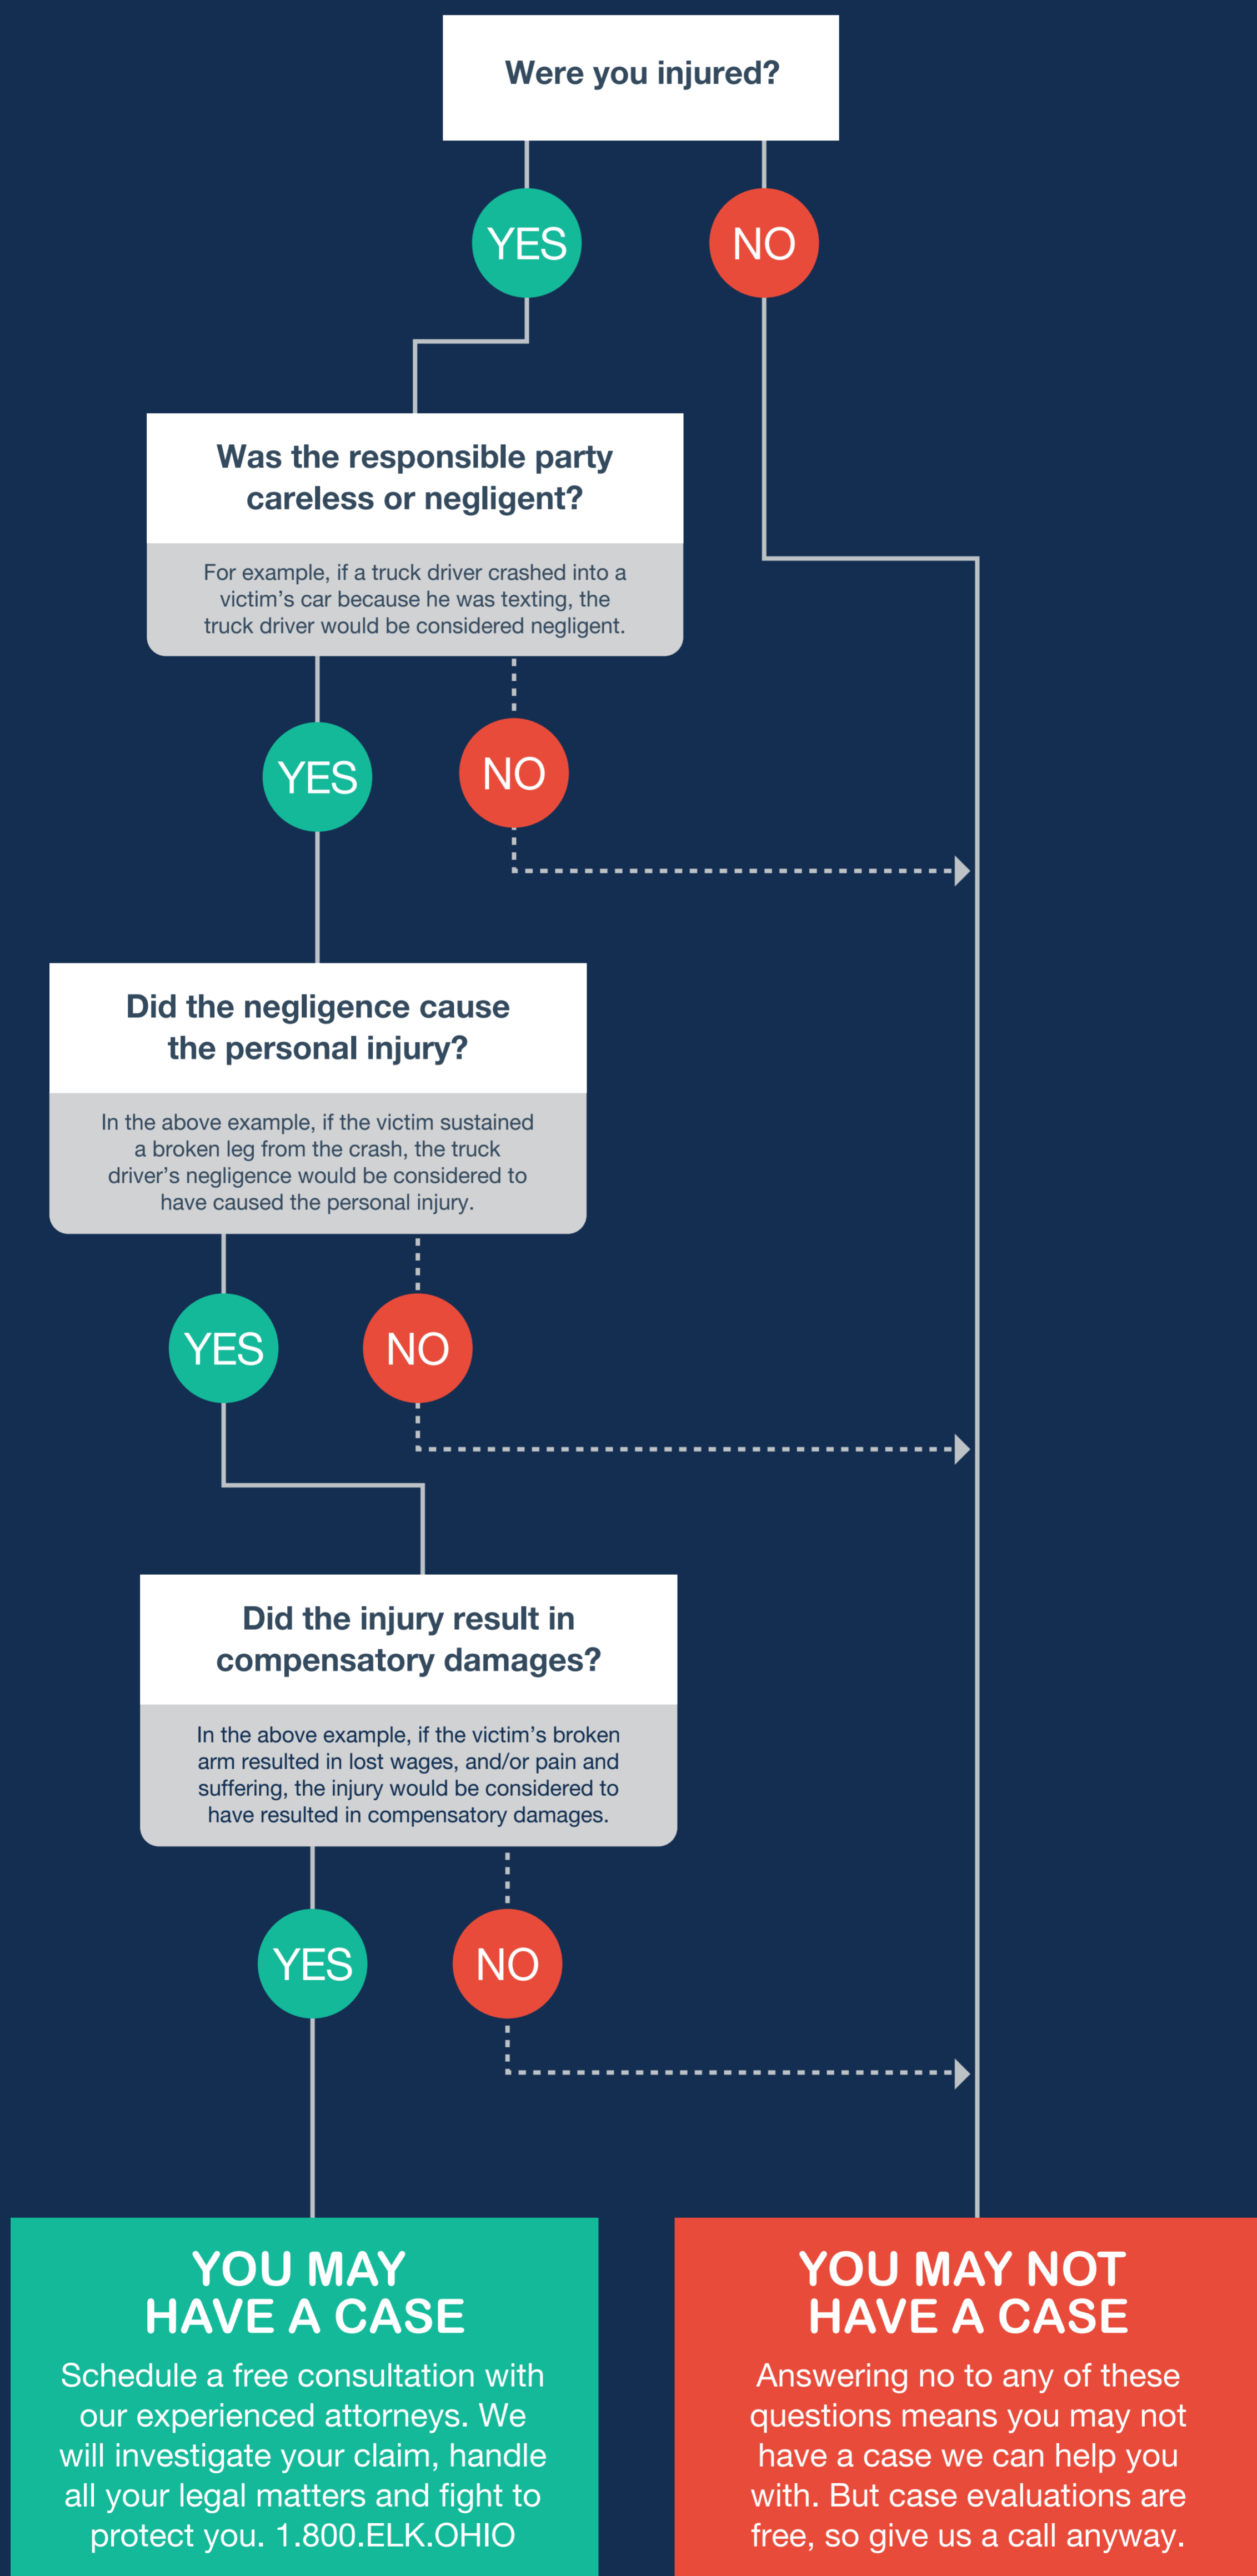 Were you injured?
YES
NO
Was the responsible party
careless or negligent?
For example, if a truck driver crashed into a
victim's car because he was texting, the
truck driver would be considered negligent.
YES
NO
Did the negligence cause
the personal injury?
In the above example, if the victim sustained
a broken leg from the crash, the truck
driver's negligence would be considered to
have caused the personal injury.
YES
NO
Did the injury result in
compensatory damages?
In the above example, if the victim's broken
arm resulted in lost wages, and/or pain and
suffering, the injury would be considered to
have resulted in compensatory damages.
YES
NO
YOU MAY
HAVE A CASE
Schedule a free consultation with
our experienced attorneys. We
will investigate your claim, handle
all your legal matters and fight to
protect you. 1.800.ELK.OHIO
YOU MAY NOT
HAVE A CASE
Answering no to any of these
questions means you may not
have a case we can help you
with. But case evaluations are
free, so give us a call anyway.